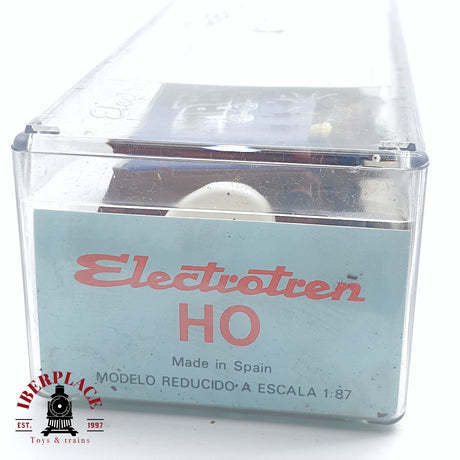 Electrotren
HO
Made in Spain
MODELO REDUCIDO A ESCALA 1:87
IBERPLACE
EST. 1997
Toys & trains